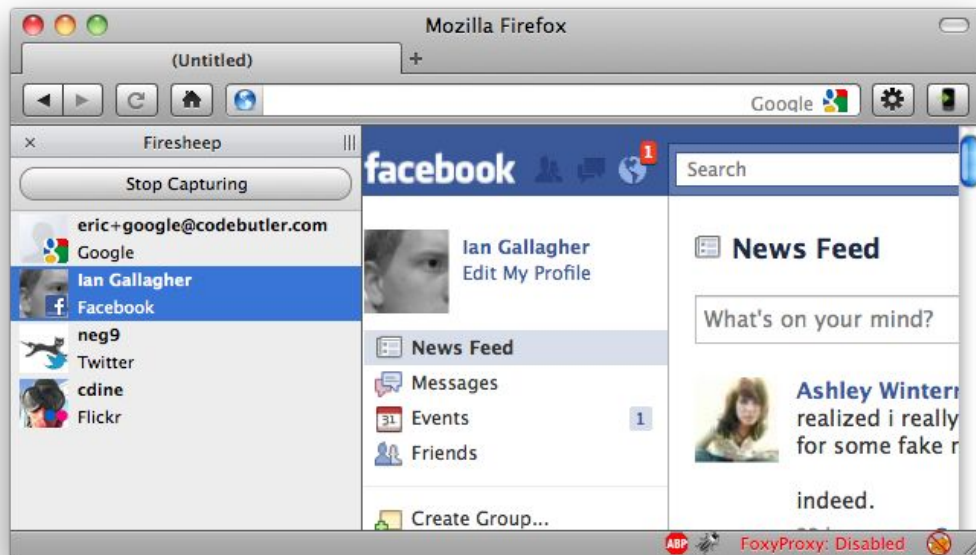 Mozilla Firefox
(Untitled)
+
Google
× Firesheep
Stop Capturing
eric+google@codebutler.com
Google
Ian Gallagher
Facebook
neg9
Twitter
cdine
Flickr
facebook
1
Search
Ian Gallagher
Edit My Profile
News Feed
Messages
31 Events 1
Friends
Create Group...
News Feed
What's on your mind?
Ashley
realized i really
for some fake
indeed.
ABP FoxyProxy: Disabled